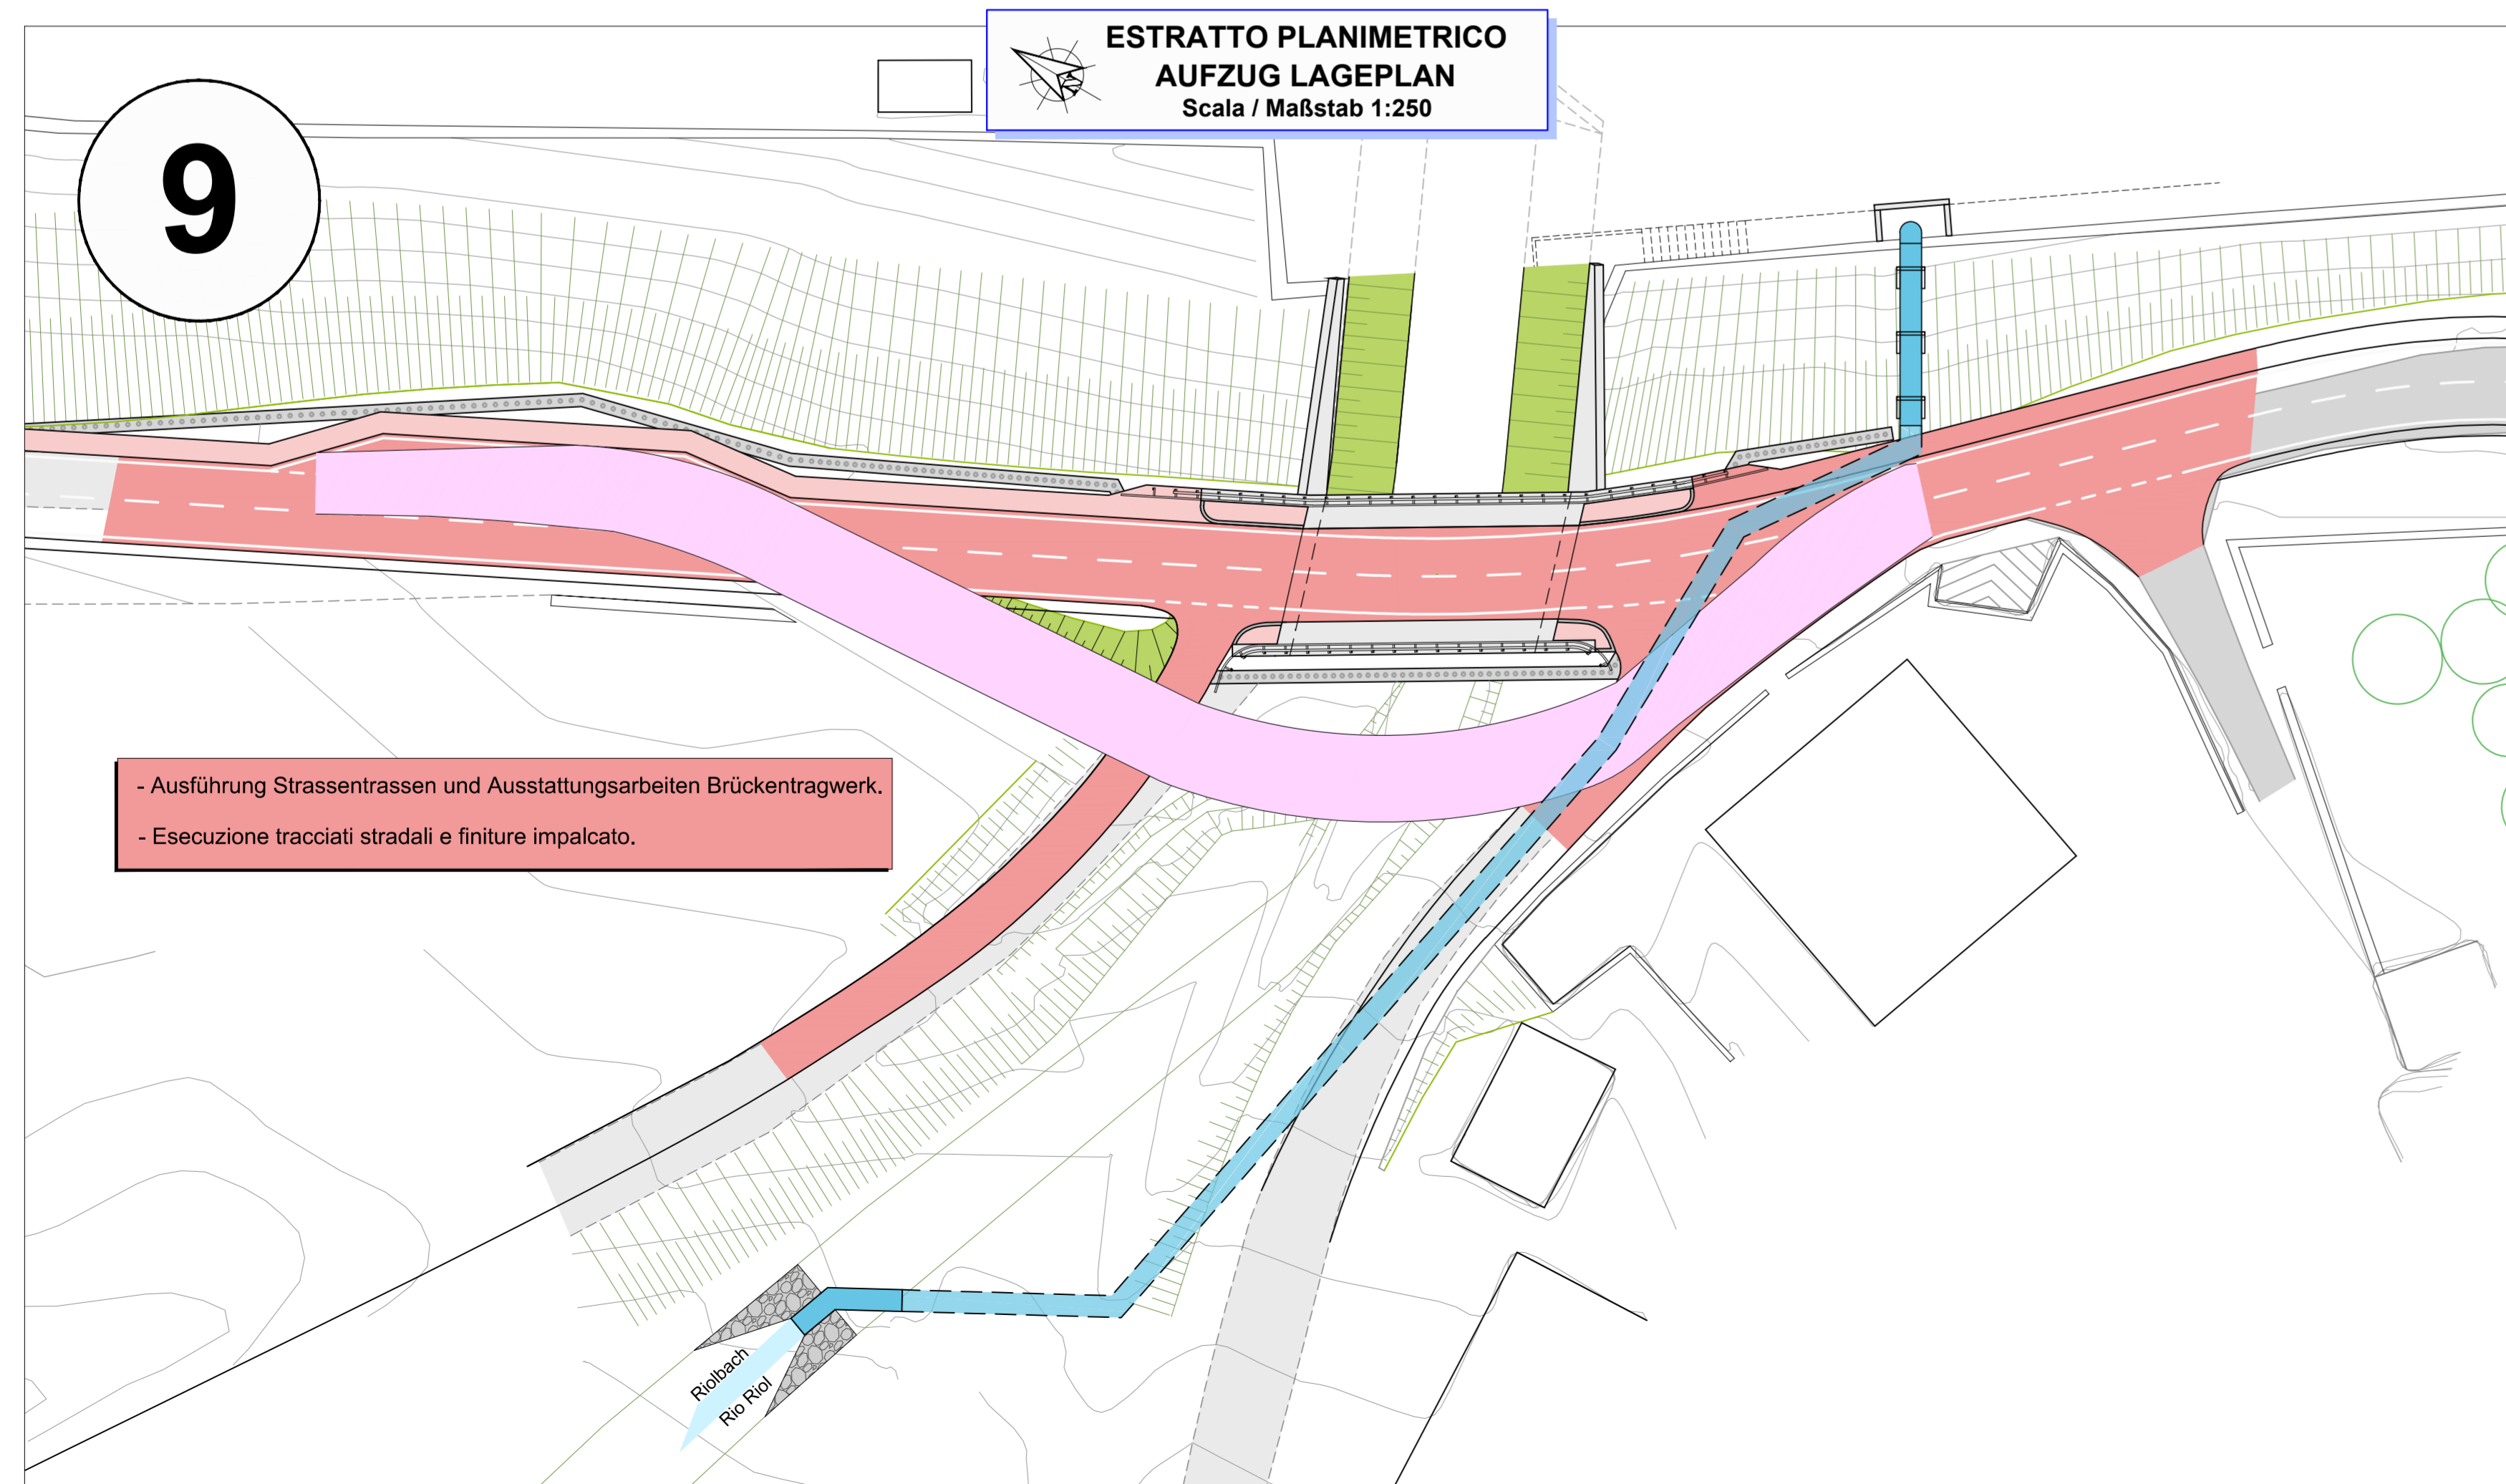 ESTRATTO PLANIMETRICO
AUFZUG LAGEPLAN
Scala / Maßstab 1:250
9
- Ausführung Strassentrassen und Ausstattungsarbeiten Brückentragwerk.
- Esecuzione tracciati stradali e finiture impalcato.
Riolbach
Rio Riol